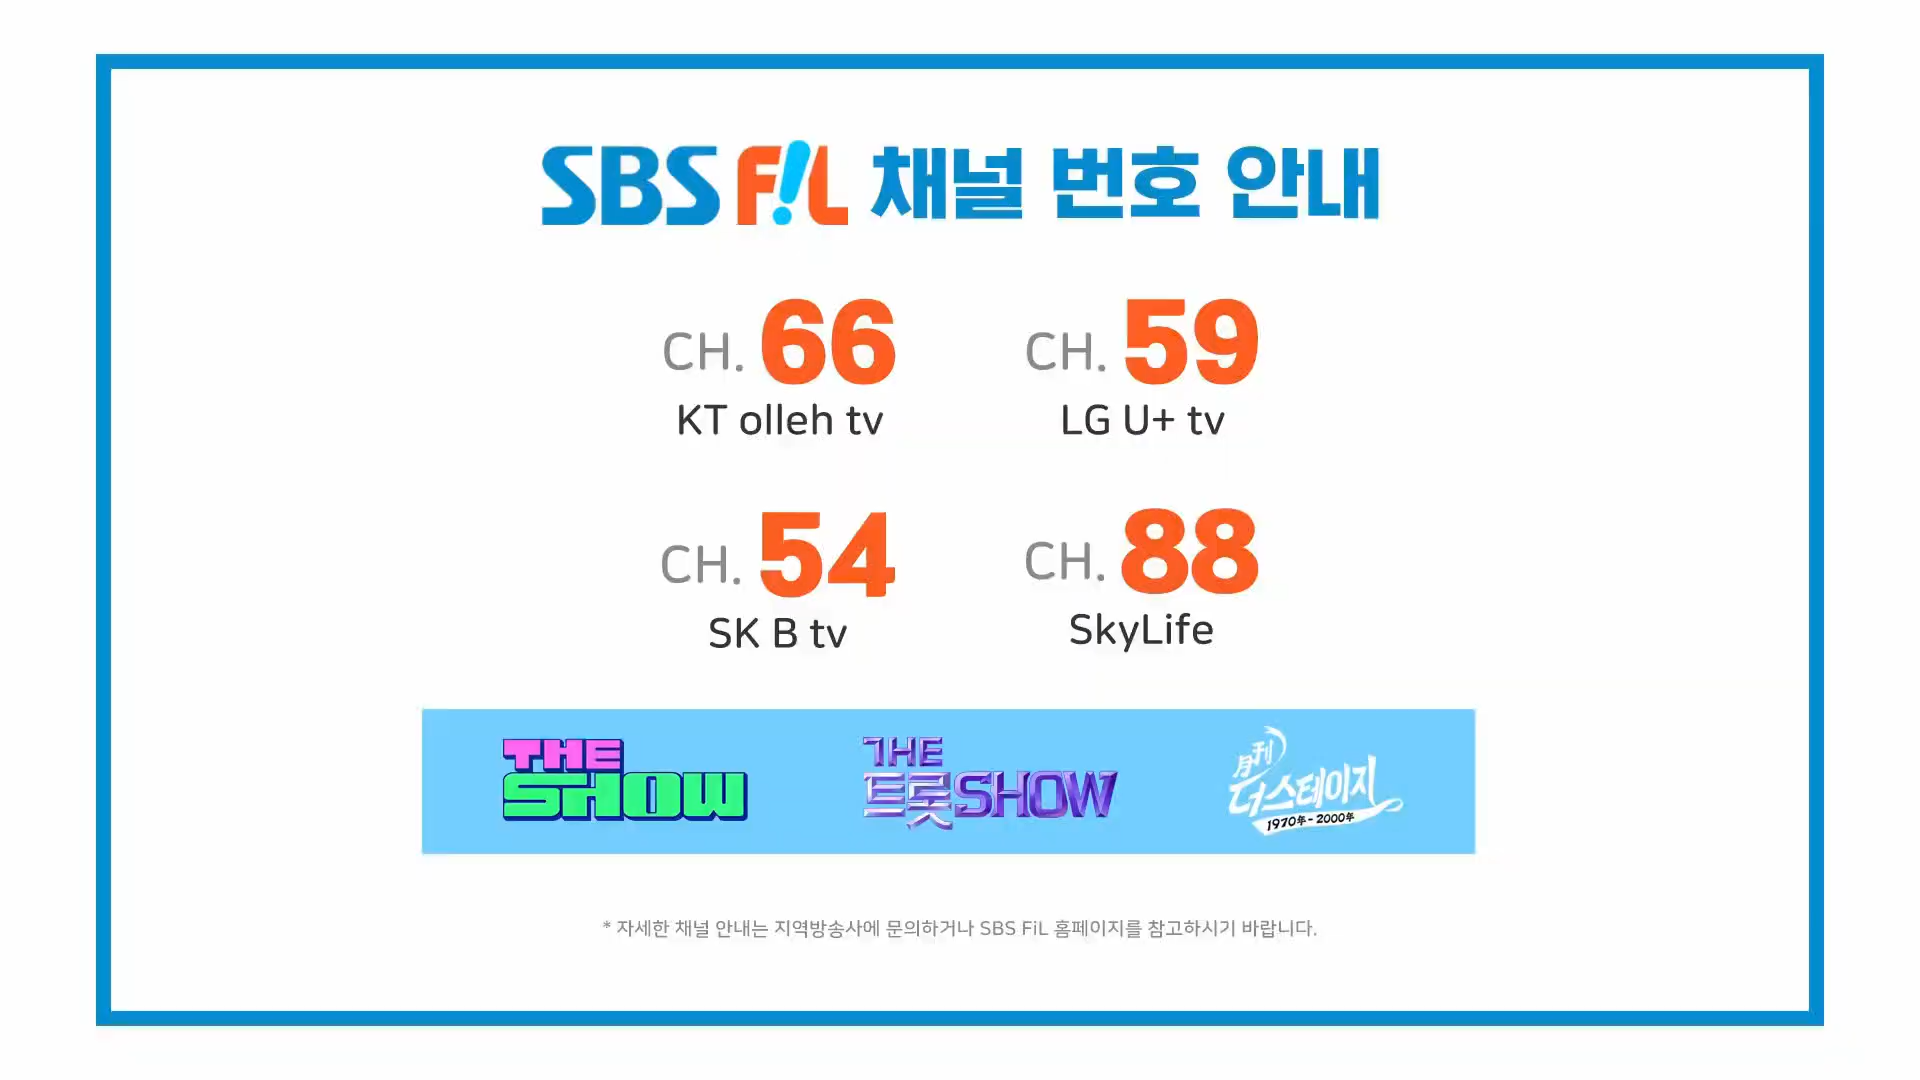 SBS F!L 채널 번호 안내
CH. 66
KT olleh tv
CH. 59
LG U+ tv
CH. 54
SK B tv
CH. 88
SkyLife
THE
SHOW
THE
트롯SHOW
月刊
더스테이지
1970年-2000年
* 자세한 채널 안내는 지역방송사에 문의하거나 SBS FiL 홈페이지를 참고하시기 바랍니다.